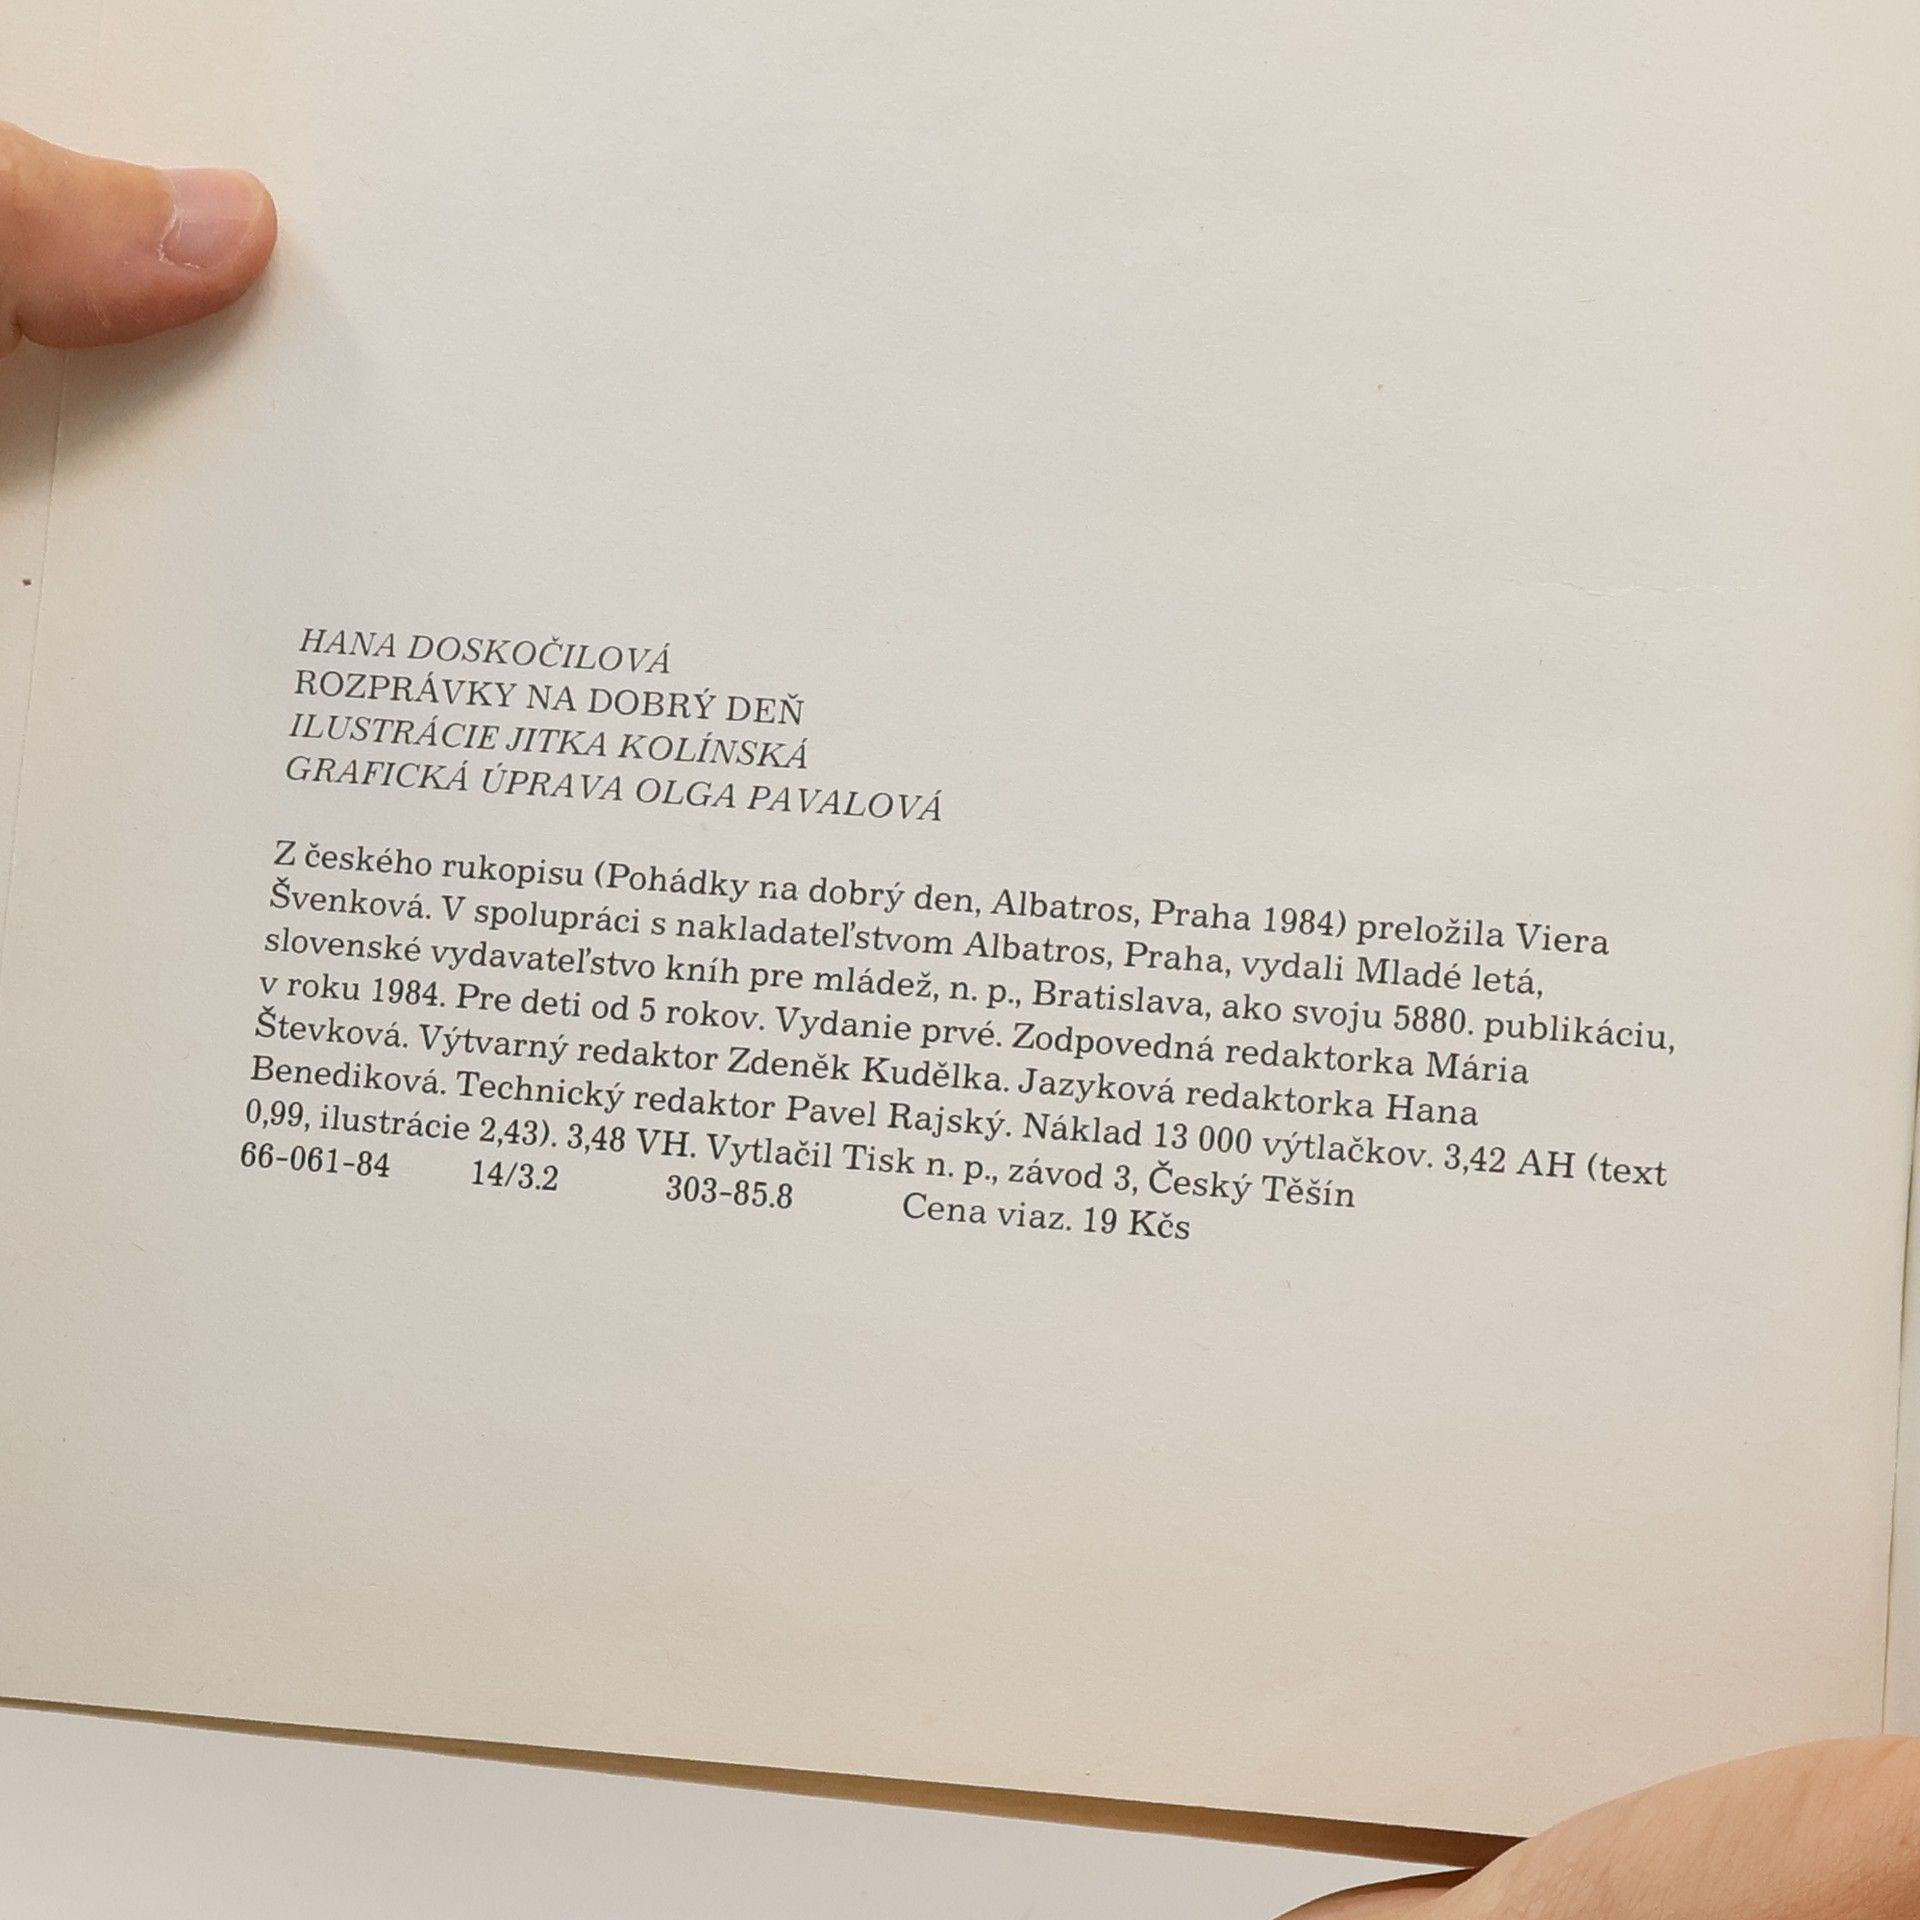 HANA DOSKOČILOVÁ
ROZPRÁVKY NA DOBRÝ DEŇ
ILUSTRÁCIE JITKA KOLÍNSKÁ
GRAFICKÁ ÚPRAVA OLGA PAVALOVÁ
Z českého rukopisu (Pohádky na dobrý den, Albatros, Praha 1984) preložila Viera
Švenková. V spolupráci s nakladateľstvom Albatros, Praha, vydali Mladé letá,
slovenské vydavateľstvo kníh pre mládež, n. p., Bratislava, ako svoju 5880. publikáciu,
v roku 1984. Pre deti od 5 rokov. Vydanie prvé. Zodpovedná redaktorka Mária
Števková. Výtvarný redaktor Zdeněk Kudělka. Jazyková redaktorka Hana
Benediková. Technický redaktor Pavel Rajský. Náklad 13 000 výtlačkov. 3,42 AH (text
0,99, ilustrácie 2,43). 3,48 VH. Vytlačil Tisk n. p., závod 3, Český Těšín
66-061-84 14/3.2 303-85.8 Cena viaz. 19 Kčs